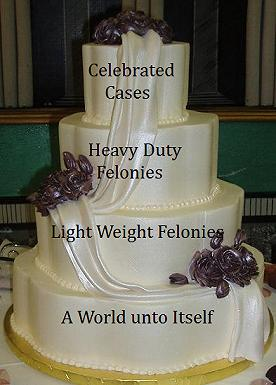 Celebrated
Cases
Heavy Duty
Felonies
Light Weight Felonies
A World unto Itself